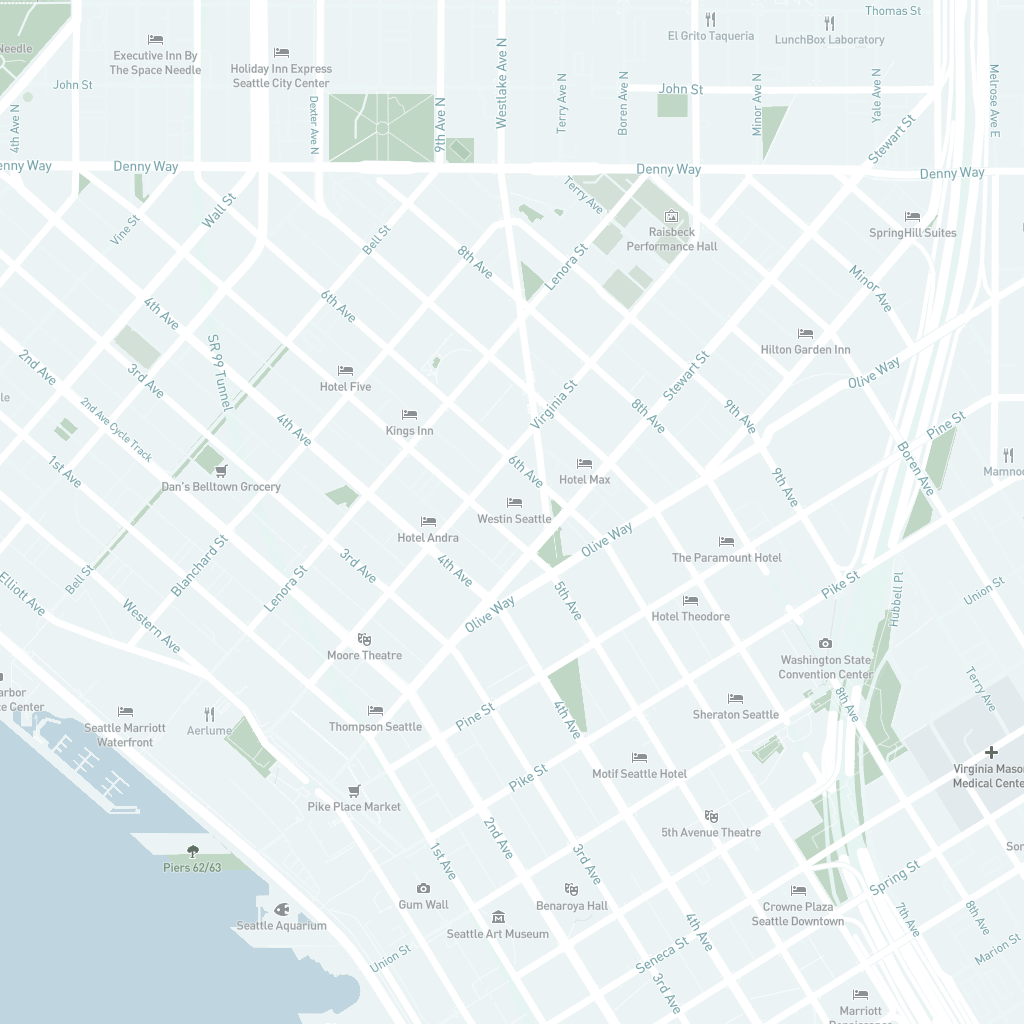 Thomas St
El Grito Taqueria
LunchBox Laboratory
Needle
Executive Inn By
The Space Needle
Holiday Inn Express
Seattle City Center
John St
John St
4th Ave N
Dexter Ave N
9th Ave N
Westlake Ave N
Terry Ave N
Boren Ave N
Minor Ave N
Yale Ave N
Melrose Ave E
Stewart St
Denny Way
Denny Way
Denny Way
Terry Ave
Vine St
Wall St
Bell St
8th Ave
Lenora St
Raisbeck
Performance Hall
SpringHill Suites
Minor Ave
4th Ave
6th Ave
SR 99 Tunnel
Hilton Garden Inn
2nd Ave
3rd Ave
Hotel Five
Stewart St
Olive Way
2nd Ave Cycle Track
4th Ave
Kings Inn
Virginia St
8th Ave
9th Ave
Pine St
1st Ave
Dan's Belltown Grocery
6th Ave
Hotel Max
9th Ave
Boren Ave
Westin Seattle
Hotel Andra
Olive Way
The Paramount Hotel
Bell St
Blanchard St
Lenora St
3rd Ave
4th Ave
5th Ave
Pike St
Hubbell Pl
Union St
Elliott Ave
Western Ave
Olive Way
Hotel Theodore
Moore Theatre
Washington State
Convention Center
Terry Ave
Seattle Marriott
Waterfront
Aerlume
Thompson Seattle
Pine St
4th Ave
Sheraton Seattle
8th Ave
Pike St
Motif Seattle Hotel
Virginia Mason
Medical Center
Pike Place Market
5th Avenue Theatre
2nd Ave
1st Ave
3rd Ave
Piers 62/63
Spring St
Gum Wall
Benaroya Hall
Crowne Plaza
Seattle Downtown
Seattle Aquarium
Seattle Art Museum
4th Ave
7th Ave
8th Ave
Union St
Seneca St
Marion St
3rd Ave
Marriott